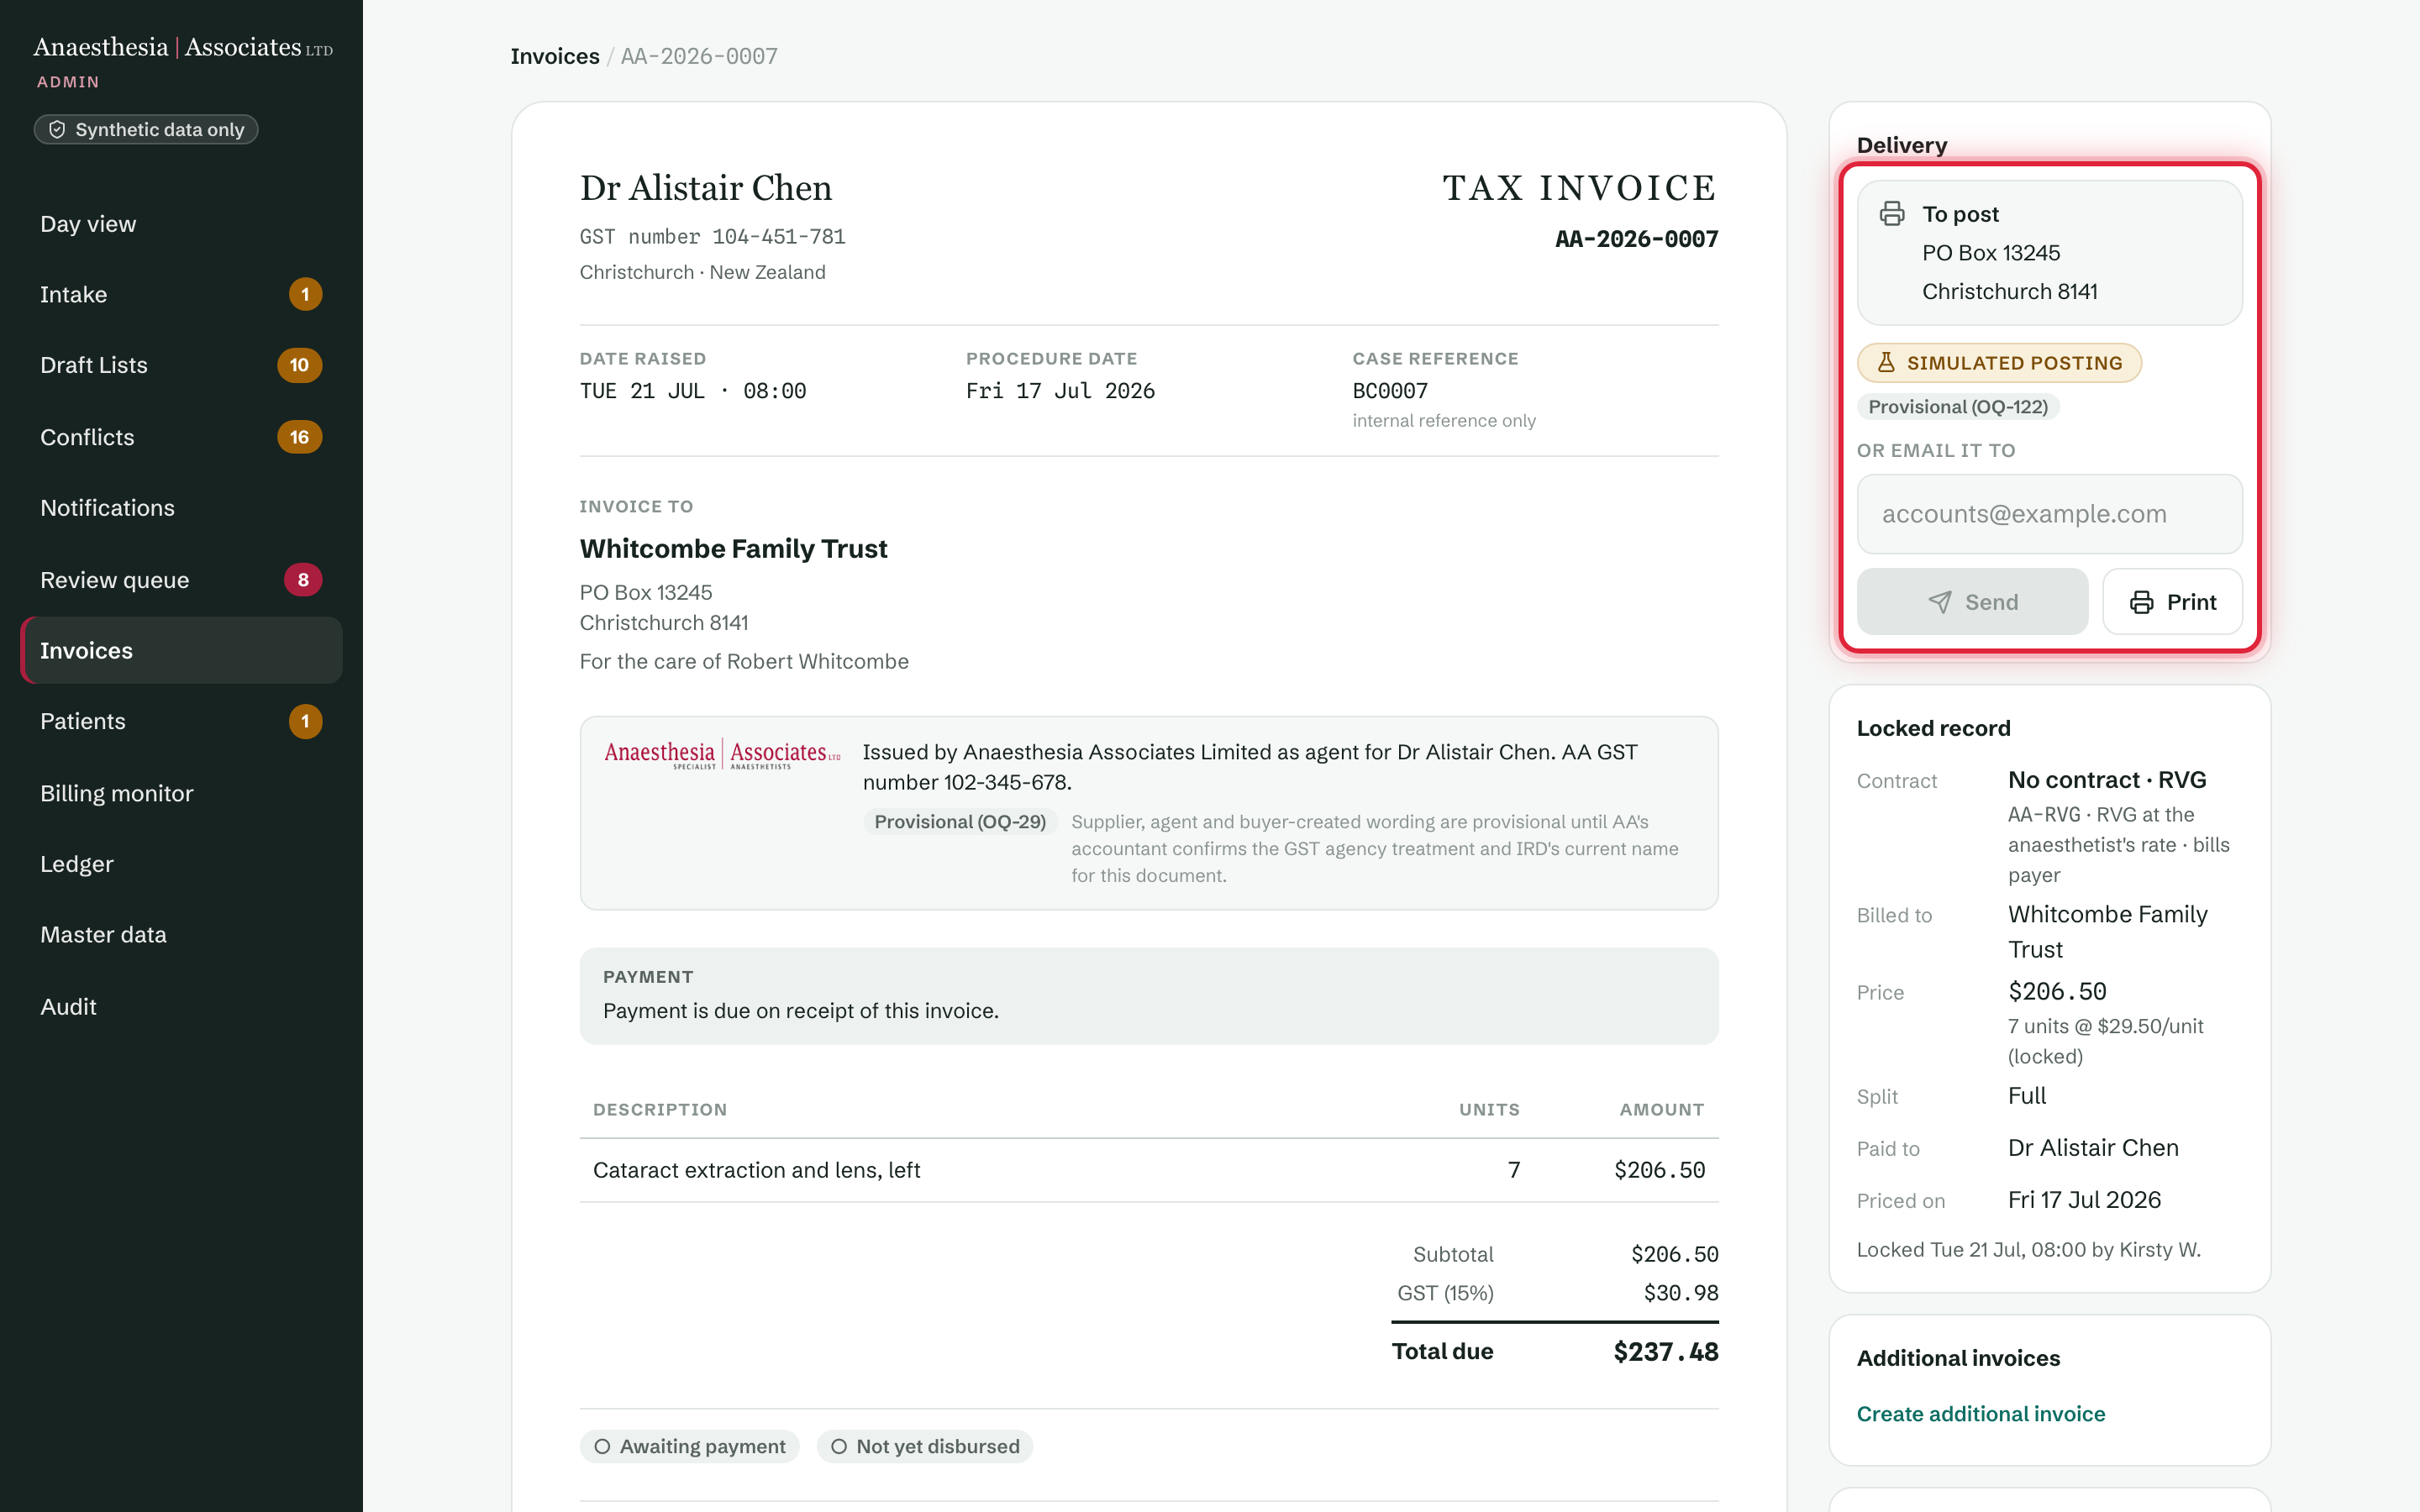 Anaesthesia | Associates LTD
ADMIN
Synthetic data only
Day view
Intake 1
Draft Lists 10
Conflicts 16
Notifications
Review queue 8
Invoices
Patients 1
Billing monitor
Ledger
Master data
Audit
Invoices / AA-2026-0007
Dr Alistair Chen
GST number 104-451-781
Christchurch · New Zealand
TAX INVOICE
AA-2026-0007
DATE RAISED
TUE 21 JUL · 08:00
PROCEDURE DATE
Fri 17 Jul 2026
CASE REFERENCE
BC0007
internal reference only
INVOICE TO
Whitcombe Family Trust
PO Box 13245
Christchurch 8141
For the care of Robert Whitcombe
Anaesthesia | Associates LTD
SPECIALIST ANAESTHETISTS
Issued by Anaesthesia Associates Limited as agent for Dr Alistair Chen. AA GST
number 102-345-678.
Provisional (OQ-29)
Supplier, agent and buyer-created wording are provisional until AA's
accountant confirms the GST agency treatment and IRD's current name
for this document.
PAYMENT
Payment is due on receipt of this invoice.
DESCRIPTION UNITS AMOUNT
Cataract extraction and lens, left 7 $206.50
Subtotal $206.50
GST (15%) $30.98
Total due $237.48
Awaiting payment
Not yet disbursed
Delivery
To post
PO Box 13245
Christchurch 8141
SIMULATED POSTING
Provisional (OQ-122)
OR EMAIL IT TO
accounts@example.com
Send
Print
Locked record
Contract No contract · RVG
AA-RVG · RVG at the
anaesthetist's rate · bills
payer
Billed to Whitcombe Family
Trust
Price $206.50
7 units @ $29.50/unit
(locked)
Split Full
Paid to Dr Alistair Chen
Priced on Fri 17 Jul 2026
Locked Tue 21 Jul, 08:00 by Kirsty W.
Additional invoices
Create additional invoice